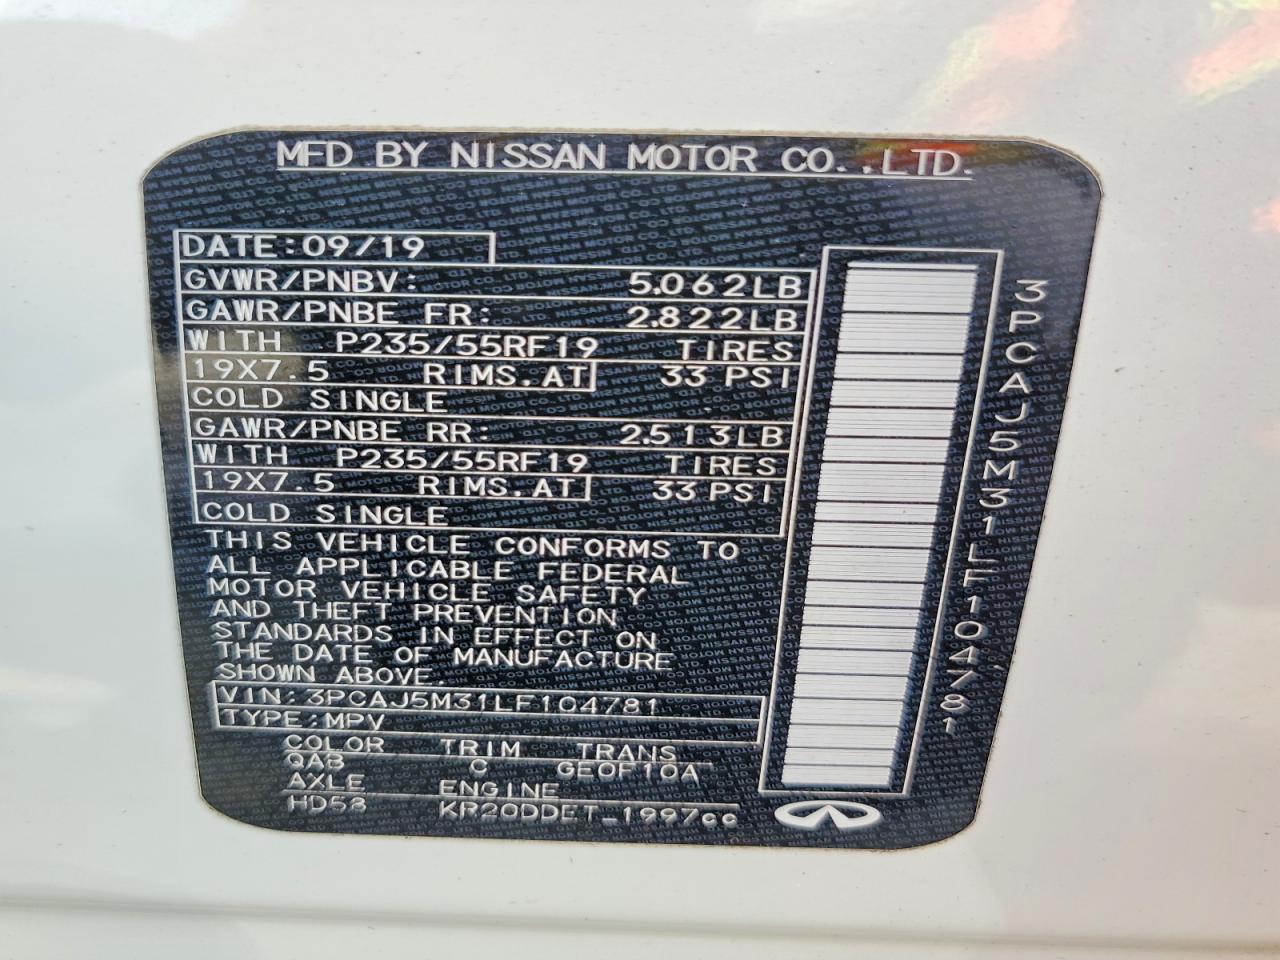 MFD BY NISSAN MOTOR CO.,LTD.
DATE:09/19
GVWR/PNBV: 5.062LB
GAWR/PNBE FR: 2.822LB
WITH P235/55RF19 TIRES
19X7.5 RIMS.AT 33 PSI
COLD SINGLE
GAWR/PNBE RR: 2.513LB
WITH P235/55RF19 TIRES
19X7.5 RIMS.AT 33 PSI
COLD SINGLE
THIS VEHICLE CONFORMS TO
ALL APPLICABLE FEDERAL
MOTOR VEHICLE SAFETY
AND THEFT PREVENTION
STANDARDS IN EFFECT ON
THE DATE OF MANUFACTURE
SHOWN ABOVE.
VIN:3PCAJ5M31LF104781
TYPE:MPV
COLOR TRIM TRANS
QAB C GE0F10A
AXLE ENGINE
HD58 KR20DDET_1997cc
3PCAJ5M31LF104781